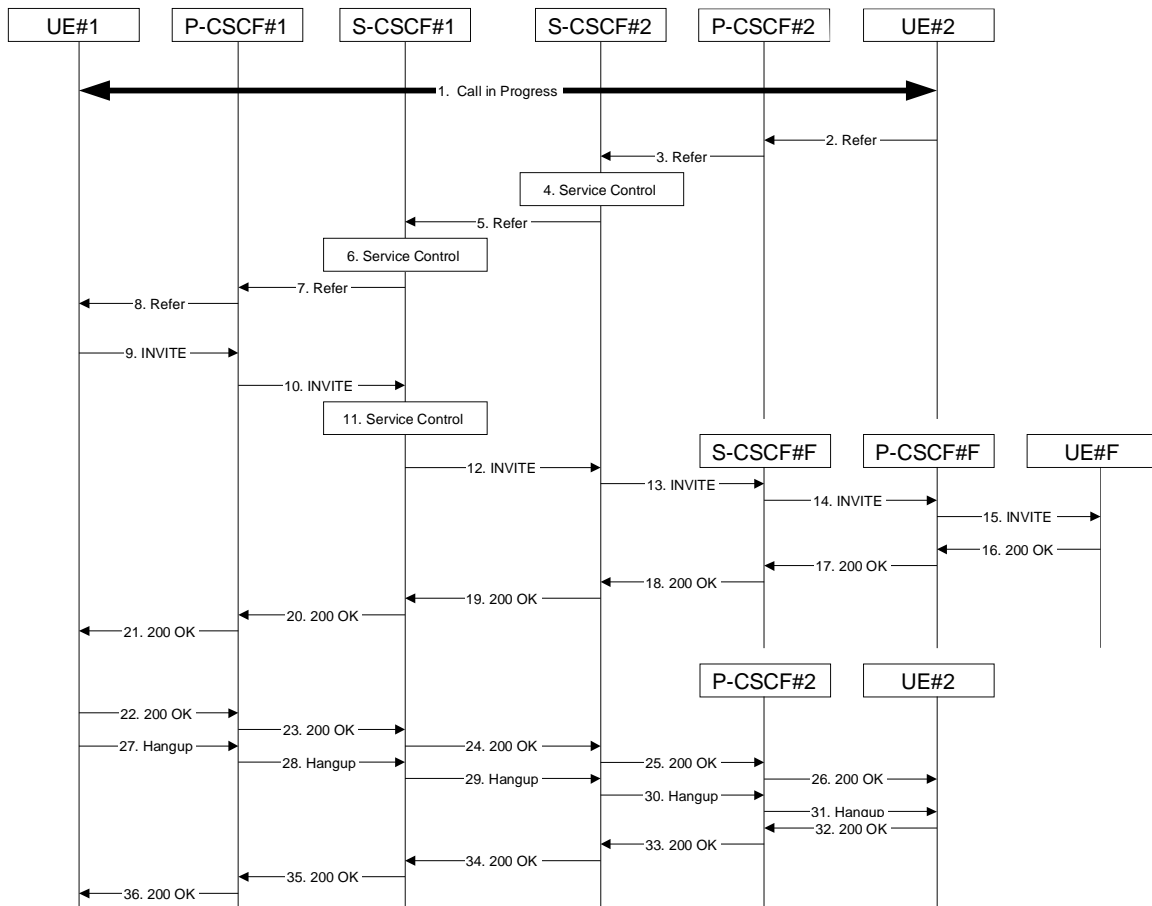 UE#1
P-CSCF#1
S-CSCF#1
S-CSCF#2
P-CSCF#2
UE#2
1. Call in Progress
2. Refer
3. Refer
4. Service Control
5. Refer
6. Service Control
7. Refer
8. Refer
9. INVITE
10. INVITE
11. Service Control
S-CSCF#F
P-CSCF#F
UE#F
12. INVITE
13. INVITE
14. INVITE
15. INVITE
16. 200 OK
17. 200 OK
18. 200 OK
19. 200 OK
20. 200 OK
21. 200 OK
P-CSCF#2
UE#2
22. 200 OK
23. 200 OK
27. Hangup
24. 200 OK
28. Hangup
25. 200 OK
29. Hangup
26. 200 OK
30. Hangup
31. Hangup
32. 200 OK
33. 200 OK
34. 200 OK
35. 200 OK
36. 200 OK